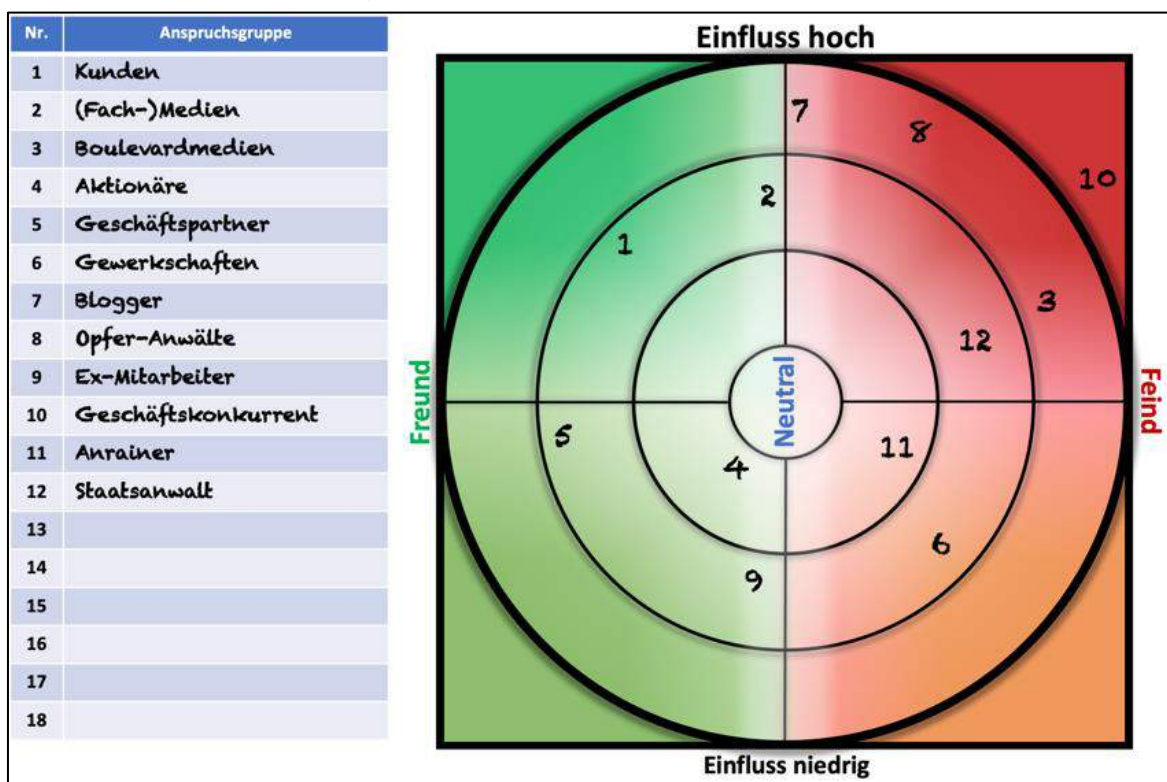 Nr. Anspruchsgruppe
1 Kunden
2 (Fach-)Medien
3 Boulevardmedien
4 Aktionäre
5 Geschäftspartner
6 Gewerkschaften
7 Blogger
8 Opfer-Anwälte
9 Ex-Mitarbeiter
10 Geschäftskonkurrent
11 Anrainer
12 Staatsanwalt
13
14
15
16
17
18
Einfluss hoch
7
8
10
2
1
3
12
Freund
Neutral
Feind
5
11
4
6
9
Einfluss niedrig